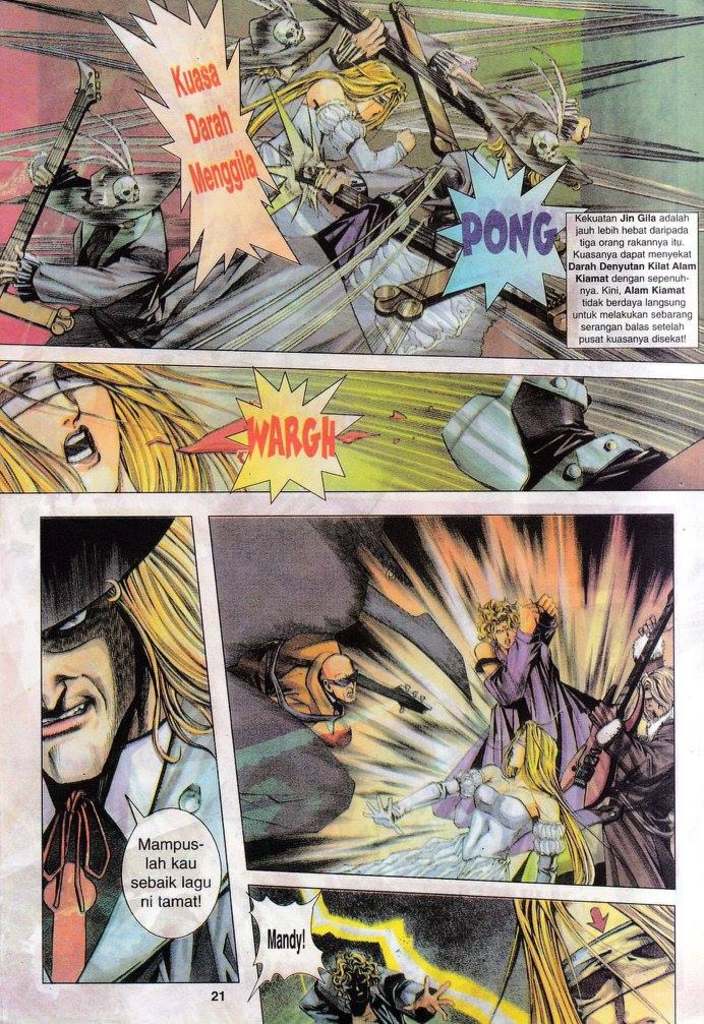 Kuasa
Darah
Menggila
PONG
Kekuatan Jin Gila adalah
jauh lebih hebat daripada
tiga orang rakannya itu.
Kuasanya dapat menyekat
Darah Denyutan Kilat Alam
Kiamat dengan sepenuh-
nya. Kini, Alam Kiamat
tidak berdaya langsung
untuk melakukan sebarang
serangan balas setelah
pusat kuasanya disekat!
WARGH
Mampus-
lah kau
sebaik lagu
ni tamat!
Mandy!
21